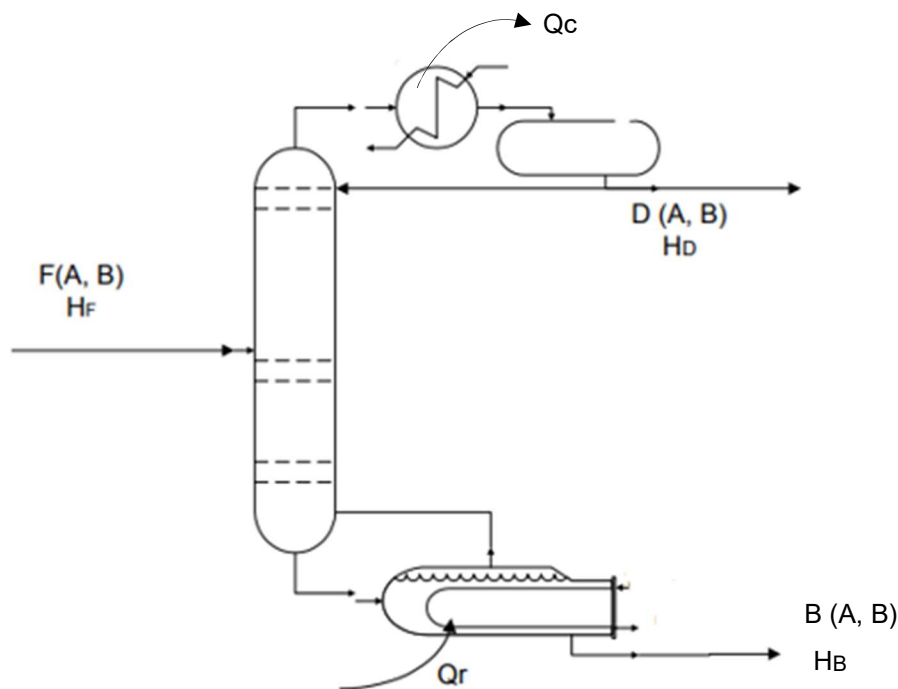 Qc
D (A, B)
HD
F(A, B)
HF
B (A, B)
HB
Qr